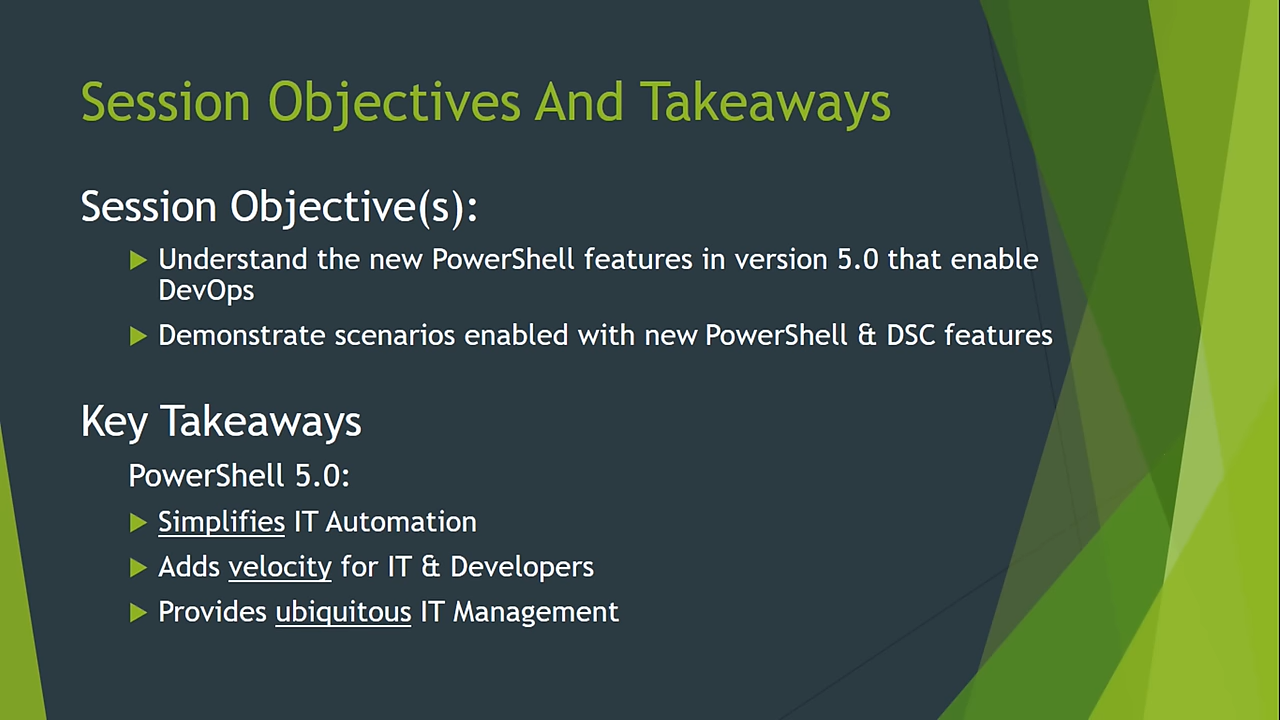 Session Objectives And Takeaways
Session Objective(s):
Understand the new PowerShell features in version 5.0 that enable
DevOps
Demonstrate scenarios enabled with new PowerShell & DSC features
Key Takeaways
PowerShell 5.0:
Simplifies IT Automation
Adds velocity for IT & Developers
Provides ubiquitous IT Management